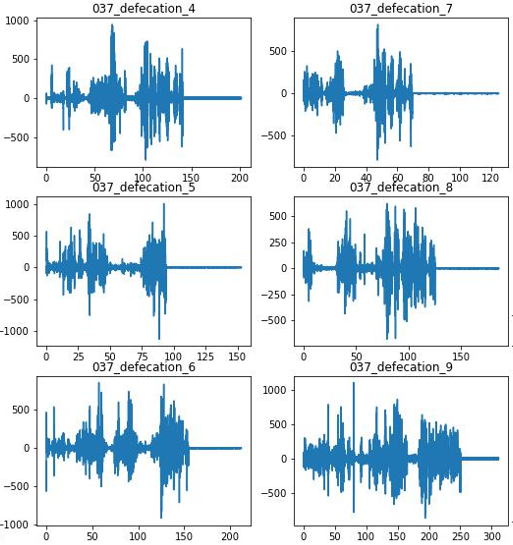 037_defecation_4
1000
500
0
−500
0 50 100 150 200
037_defecation_7
500
0
−500
0 20 40 60 80 100 120
037_defecation_5
1000
500
0
−500
−1000
0 25 50 75 100 125 150
037_defecation_8
500
250
0
−250
−500
0 50 100 150
037_defecation_6
500
0
−500
−1000
0 50 100 150 200
037_defecation_9
1000
500
0
−500
0 50 100 150 200 250 300